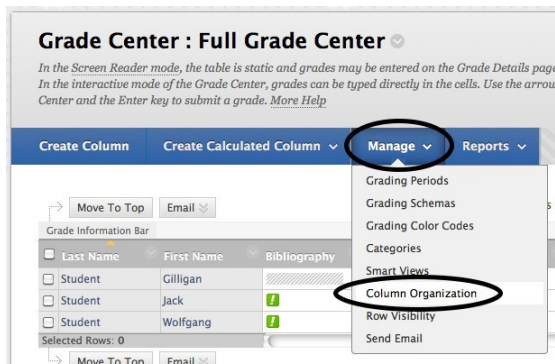 Grade Center : Full Grade Center
In the Screen Reader mode, the table is static and grades may be entered on the Grade Details page
In the interactive mode of the Grade Center, grades can be typed directly in the cells. Use the arrow
Center and the Enter key to submit a grade. More Help
Create Column Create Calculated Column Manage Reports
Grading Periods
Move To Top Email Grading Schemas s
Grade Information Bar Grading Color Codes
Last Name First Name Bibliography Categories
Student Gilligan Smart Views
Student Jack Column Organization
Student Wolfgang Row Visibility
Selected Rows: 0 Send Email
Move To Top Email